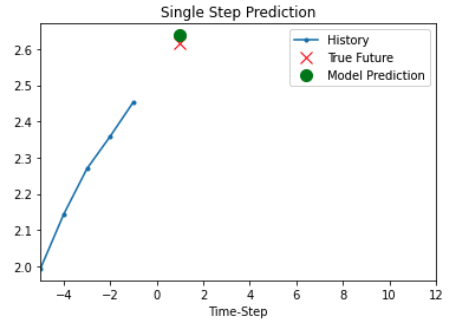 Single Step Prediction
2.6
2.5
2.4
2.3
2.2
2.1
2.0
History
True Future
Model Prediction
−4 −2 0 2 4 6 8 10 12
Time-Step